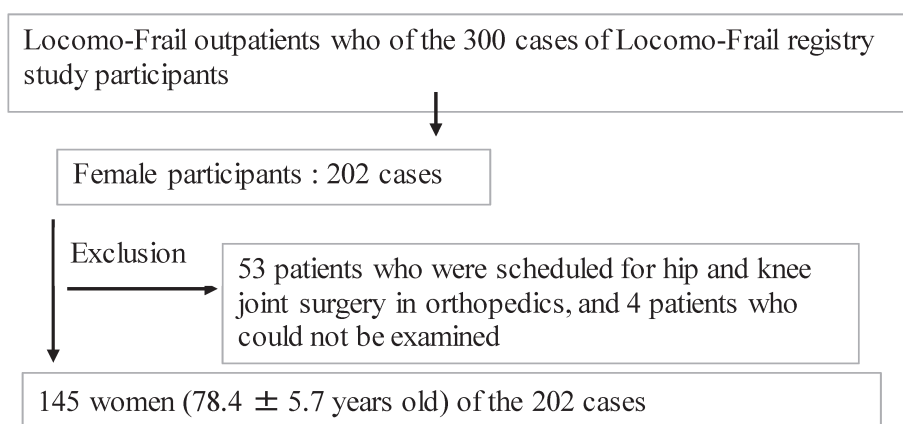 Locomo-Frail outpatients who of the 300 cases of Locomo-Frail registry
study participants
Female participants : 202 cases
Exclusion
53 patients who were scheduled for hip and knee
joint surgery in orthopedics, and 4 patients who
could not be examined
145 women (78.4 ± 5.7 years old) of the 202 cases